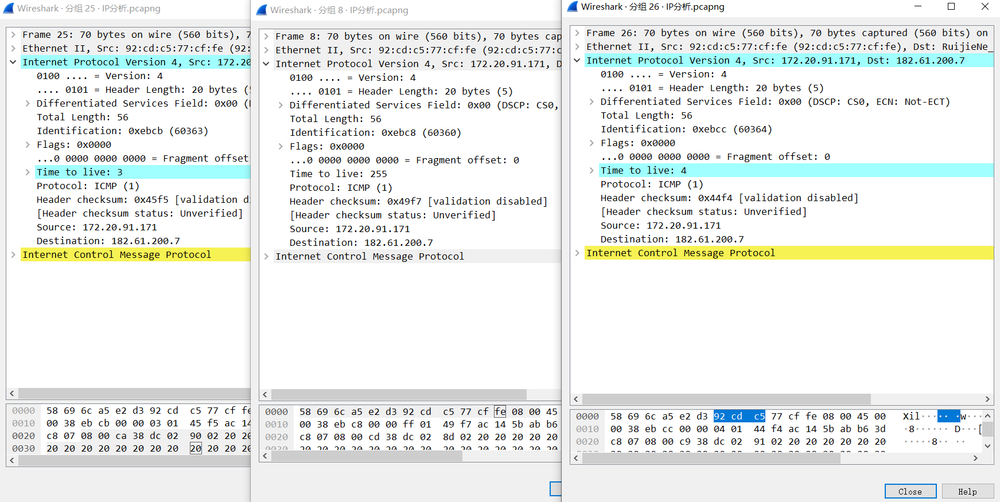 Wireshark · 分组 25 · IP分析.pcapng
Frame 25: 70 bytes on wire (560 bits), 7
Ethernet II, Src: 92:cd:c5:77:cf:fe (92:
Internet Protocol Version 4, Src: 172.20
0100 .... = Version: 4
.... 0101 = Header Length: 20 bytes (
Differentiated Services Field: 0x00 (
Total Length: 56
Identification: 0xebcb (60363)
Flags: 0x0000
...0 0000 0000 0000 = Fragment offset
Time to live: 3
Protocol: ICMP (1)
Header checksum: 0x45f5 [validation d
[Header checksum status: Unverified]
Source: 172.20.91.171
Destination: 182.61.200.7
Internet Control Message Protocol
0000 58 69 6c a5 e2 d3 92 cd c5 77 cf fe
0010 00 38 eb cb 00 00 03 01 45 f5 ac 14
0020 c8 07 08 00 ca 38 dc 02 90 02 20 20
0030 20 20 20 20 20 20 20 20 20 20 20 20
Wireshark · 分组 8 · IP分析.pcapng
Frame 8: 70 bytes on wire (560 bits), 70 bytes cap
Ethernet II, Src: 92:cd:c5:77:cf:fe (92:cd:c5:77:c
Internet Protocol Version 4, Src: 172.20.91.171, D
0100 .... = Version: 4
.... 0101 = Header Length: 20 bytes (5)
Differentiated Services Field: 0x00 (DSCP: CS0,
Total Length: 56
Identification: 0xebc8 (60360)
Flags: 0x0000
...0 0000 0000 0000 = Fragment offset: 0
Time to live: 255
Protocol: ICMP (1)
Header checksum: 0x49f7 [validation disabled]
[Header checksum status: Unverified]
Source: 172.20.91.171
Destination: 182.61.200.7
Internet Control Message Protocol
0000 58 69 6c a5 e2 d3 92 cd c5 77 cf fe 08 00 45
0010 00 38 eb c8 00 00 ff 01 49 f7 ac 14 5b ab b6
0020 c8 07 08 00 cd 38 dc 02 8d 02 20 20 20 20 20
0030 20 20 20 20 20 20 20 20 20 20 20 20 20 20 20
Wireshark · 分组 26 · IP分析.pcapng
Frame 26: 70 bytes on wire (560 bits), 70 bytes captured (560 bits) on
Ethernet II, Src: 92:cd:c5:77:cf:fe (92:cd:c5:77:cf:fe), Dst: RuijieNe_
Internet Protocol Version 4, Src: 172.20.91.171, Dst: 182.61.200.7
0100 .... = Version: 4
.... 0101 = Header Length: 20 bytes (5)
Differentiated Services Field: 0x00 (DSCP: CS0, ECN: Not-ECT)
Total Length: 56
Identification: 0xebcc (60364)
Flags: 0x0000
...0 0000 0000 0000 = Fragment offset: 0
Time to live: 4
Protocol: ICMP (1)
Header checksum: 0x44f4 [validation disabled]
[Header checksum status: Unverified]
Source: 172.20.91.171
Destination: 182.61.200.7
Internet Control Message Protocol
0000 58 69 6c a5 e2 d3 92 cd c5 77 cf fe 08 00 45 00 Xil······w···
0010 00 38 eb cc 00 00 04 01 44 f4 ac 14 5b ab b6 3d ·8······D···[
0020 c8 07 08 00 c9 38 dc 02 91 02 20 20 20 20 20 20 ·····8·· ··
Close
Help